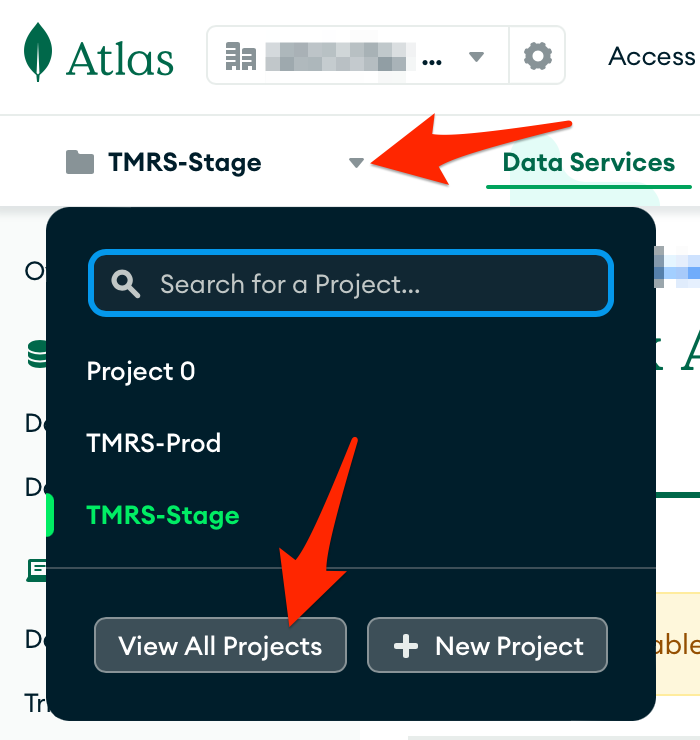 Atlas
...
Access
TMRS-Stage
Data Services
Search for a Project...
Project 0
TMRS-Prod
TMRS-Stage
View All Projects
New Project